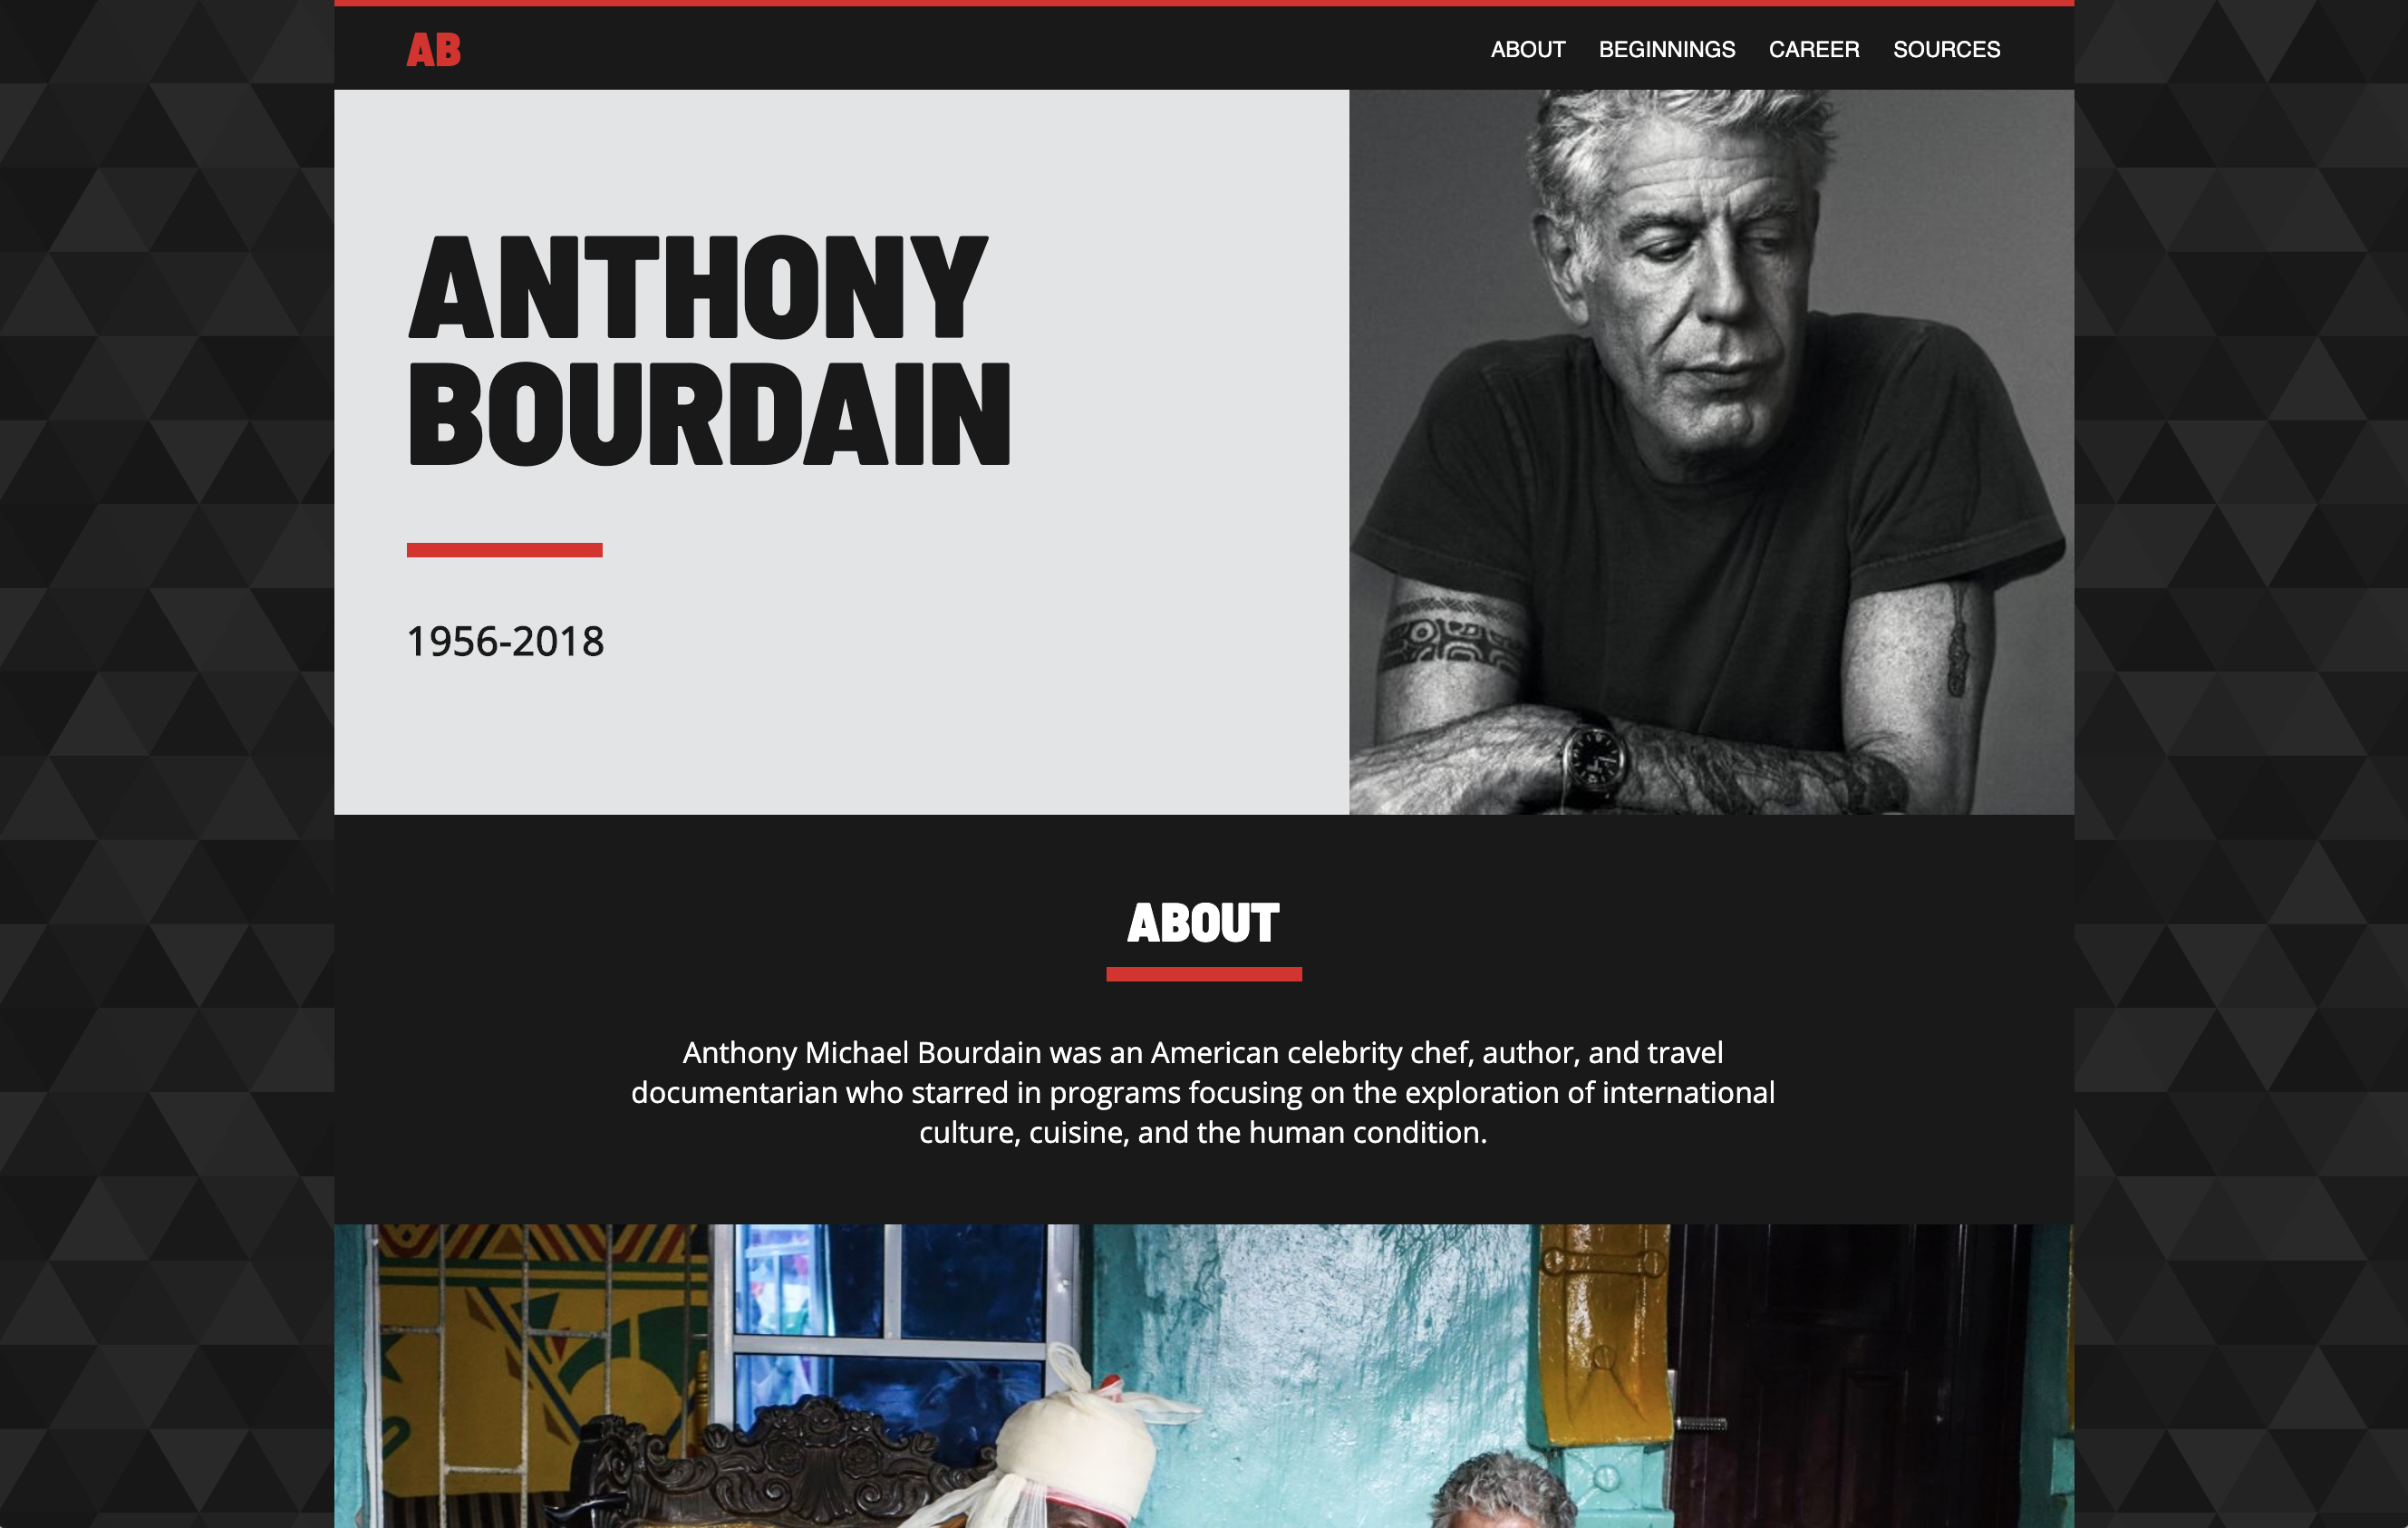 AB
ABOUT BEGINNINGS CAREER SOURCES
ANTHONY
BOURDAIN
1956-2018
ABOUT
Anthony Michael Bourdain was an American celebrity chef, author, and travel
documentarian who starred in programs focusing on the exploration of international
culture, cuisine, and the human condition.